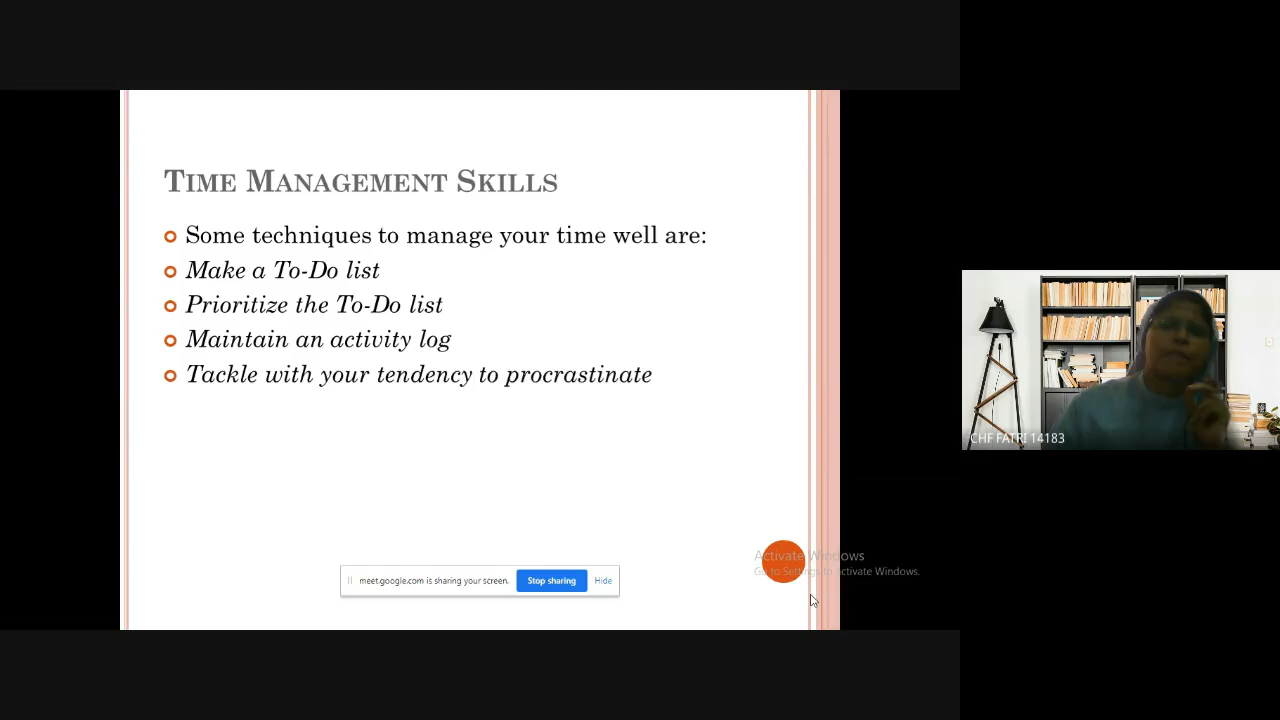 TIME MANAGEMENT SKILLS
Some techniques to manage your time well are:
Make a To-Do list
Prioritize the To-Do list
Maintain an activity log
Tackle with your tendency to procrastinate
CHF FATRI 14183
Activate Windows
Go to Settings to activate Windows.
meet.google.com is sharing your screen.
Stop sharing
Hide